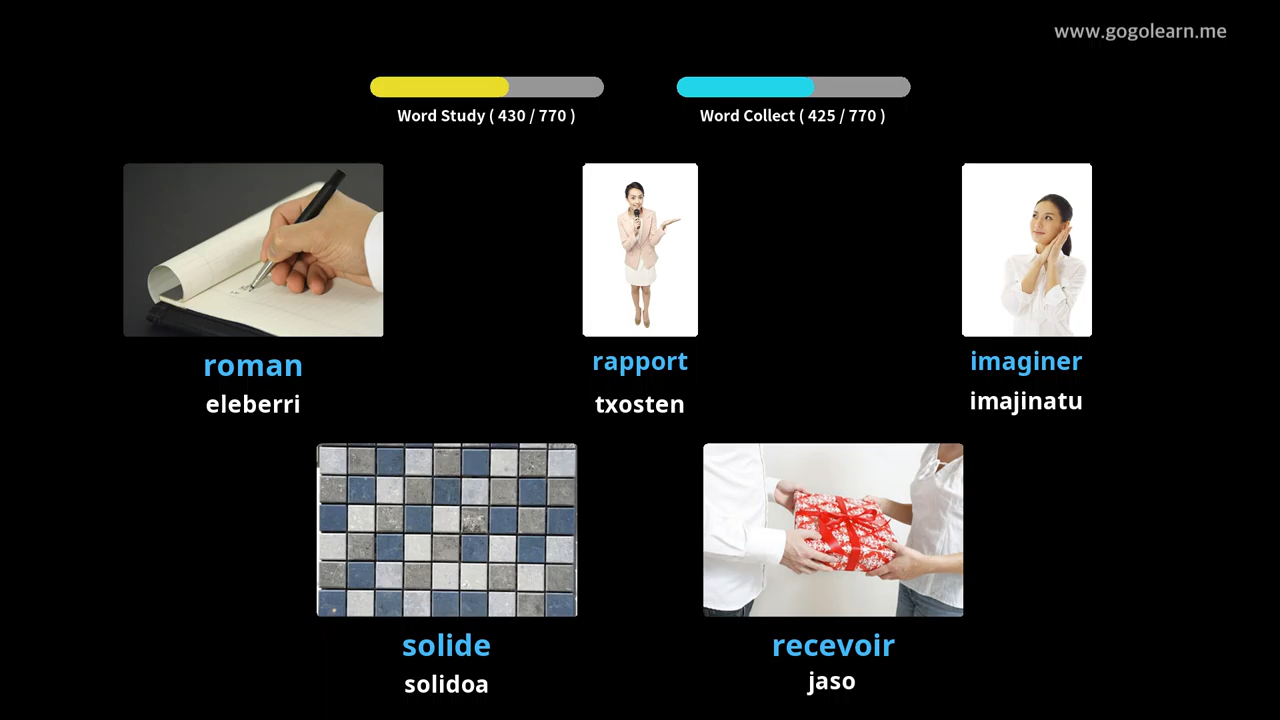 www.gogolearn.me
Word Study ( 430 / 770 )
Word Collect ( 425 / 770 )
roman
eleberri
rapport
txosten
imaginer
imajinatu
solide
solidoa
recevoir
jaso